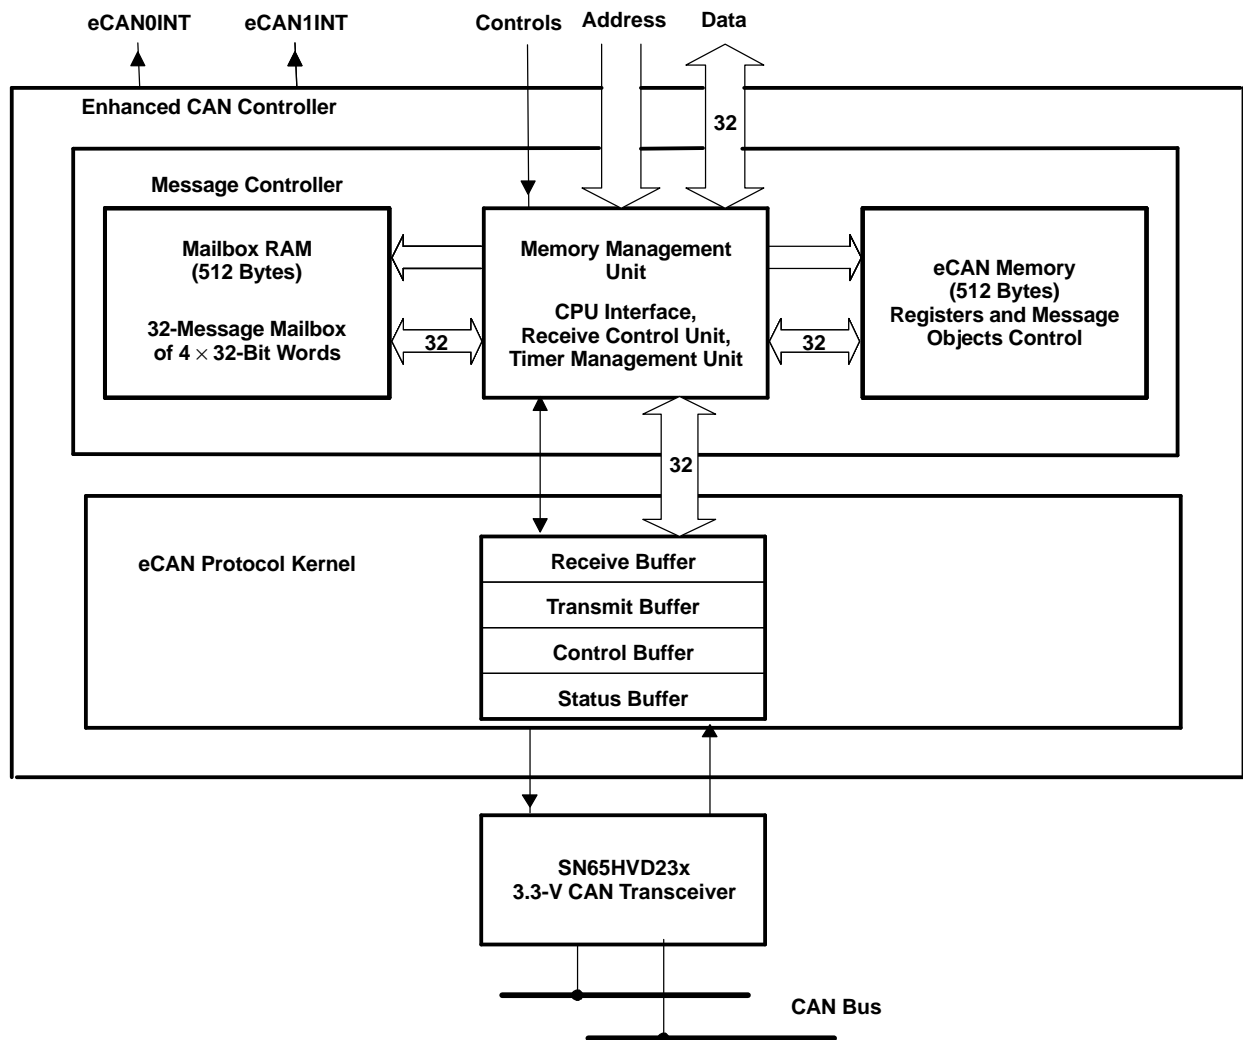 eCAN0INT
eCAN1INT
Controls
Address
Data
Enhanced CAN Controller
32
Message Controller
Mailbox RAM
(512 Bytes)
32-Message Mailbox
of 4 × 32-Bit Words
32
Memory Management
Unit
CPU Interface,
Receive Control Unit,
Timer Management Unit
32
eCAN Memory
(512 Bytes)
Registers and Message
Objects Control
32
eCAN Protocol Kernel
Receive Buffer
Transmit Buffer
Control Buffer
Status Buffer
SN65HVD23x
3.3-V CAN Transceiver
CAN Bus